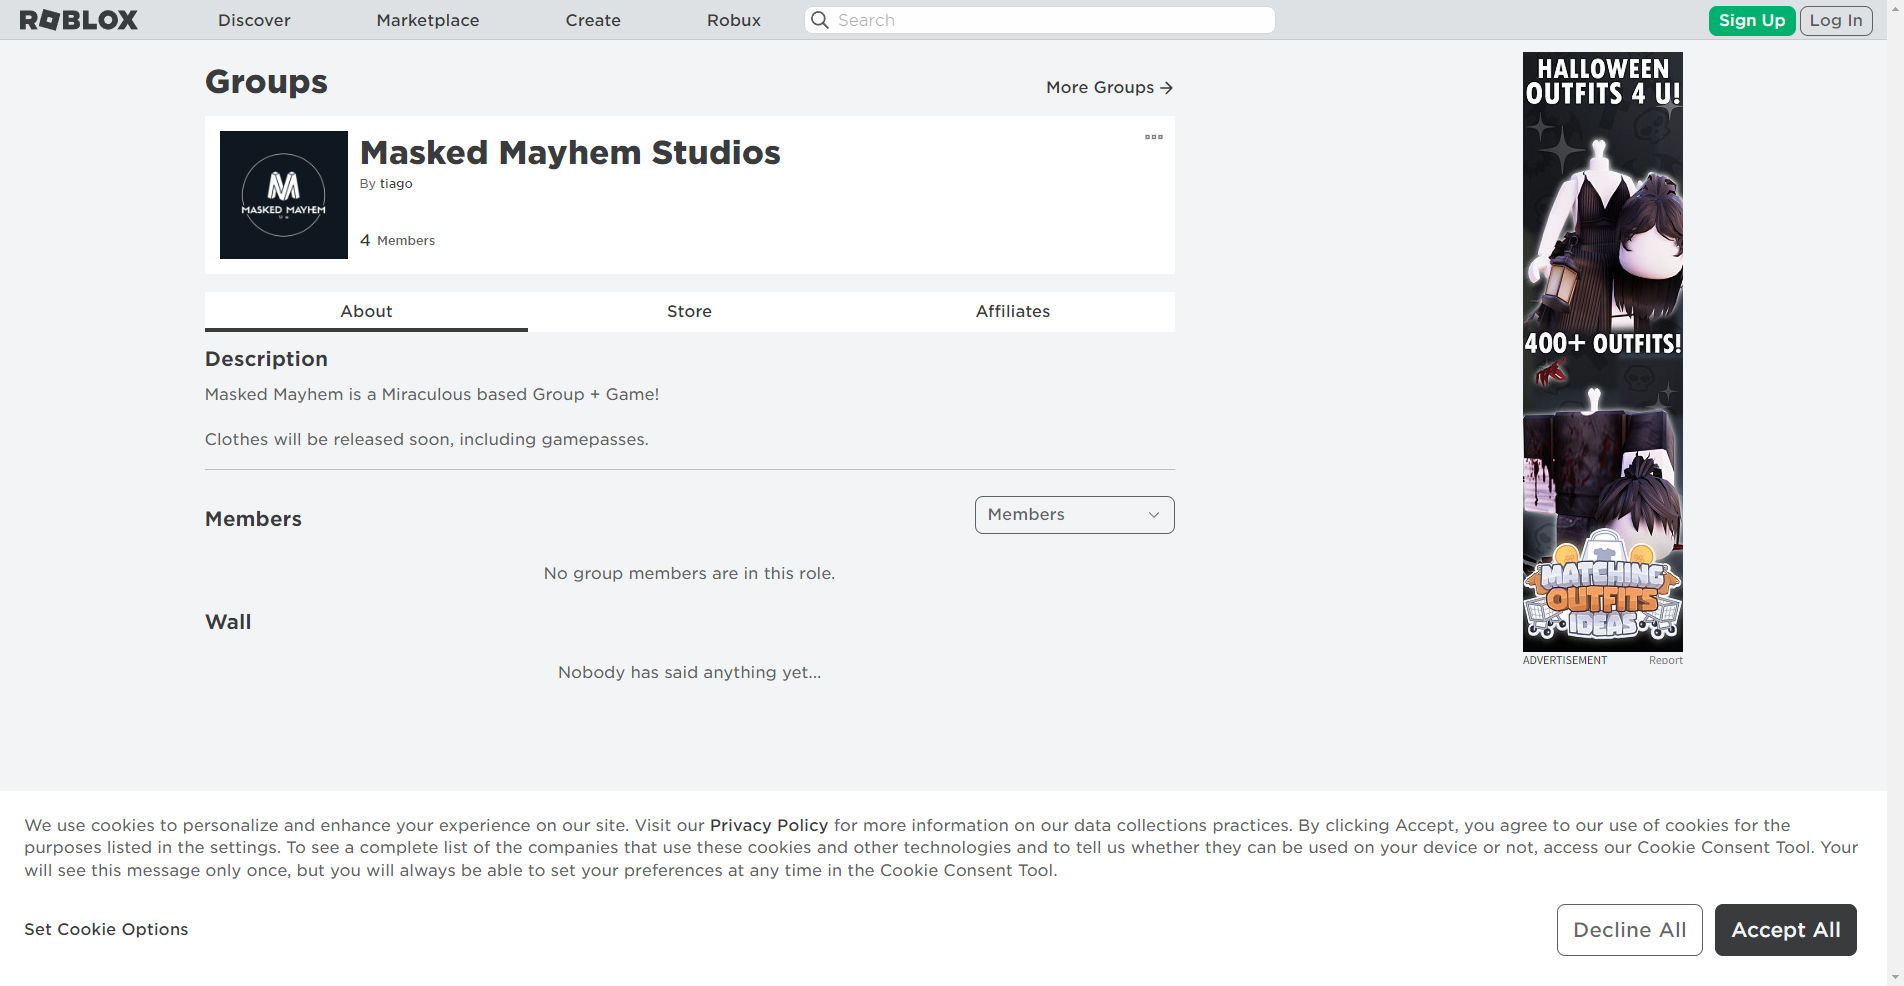 ROBLOX
Discover
Marketplace
Create
Robux
Search
Sign Up
Log In
Groups
More Groups
MASKED MAYHEM
Masked Mayhem Studios
By tiago
4 Members
About
Store
Affiliates
Description
Masked Mayhem is a Miraculous based Group + Game!
Clothes will be released soon, including gamepasses.
Members
Members
No group members are in this role.
Wall
Nobody has said anything yet...
HALLOWEEN
OUTFITS 4 U!
400+ OUTFITS!
MATCHING
OUTFITS
IDEAS
ADVERTISEMENT
Report
We use cookies to personalize and enhance your experience on our site. Visit our Privacy Policy for more information on our data collections practices. By clicking Accept, you agree to our use of cookies for the
purposes listed in the settings. To see a complete list of the companies that use these cookies and other technologies and to tell us whether they can be used on your device or not, access our Cookie Consent Tool. Your
will see this message only once, but you will always be able to set your preferences at any time in the Cookie Consent Tool.
Set Cookie Options
Decline All
Accept All